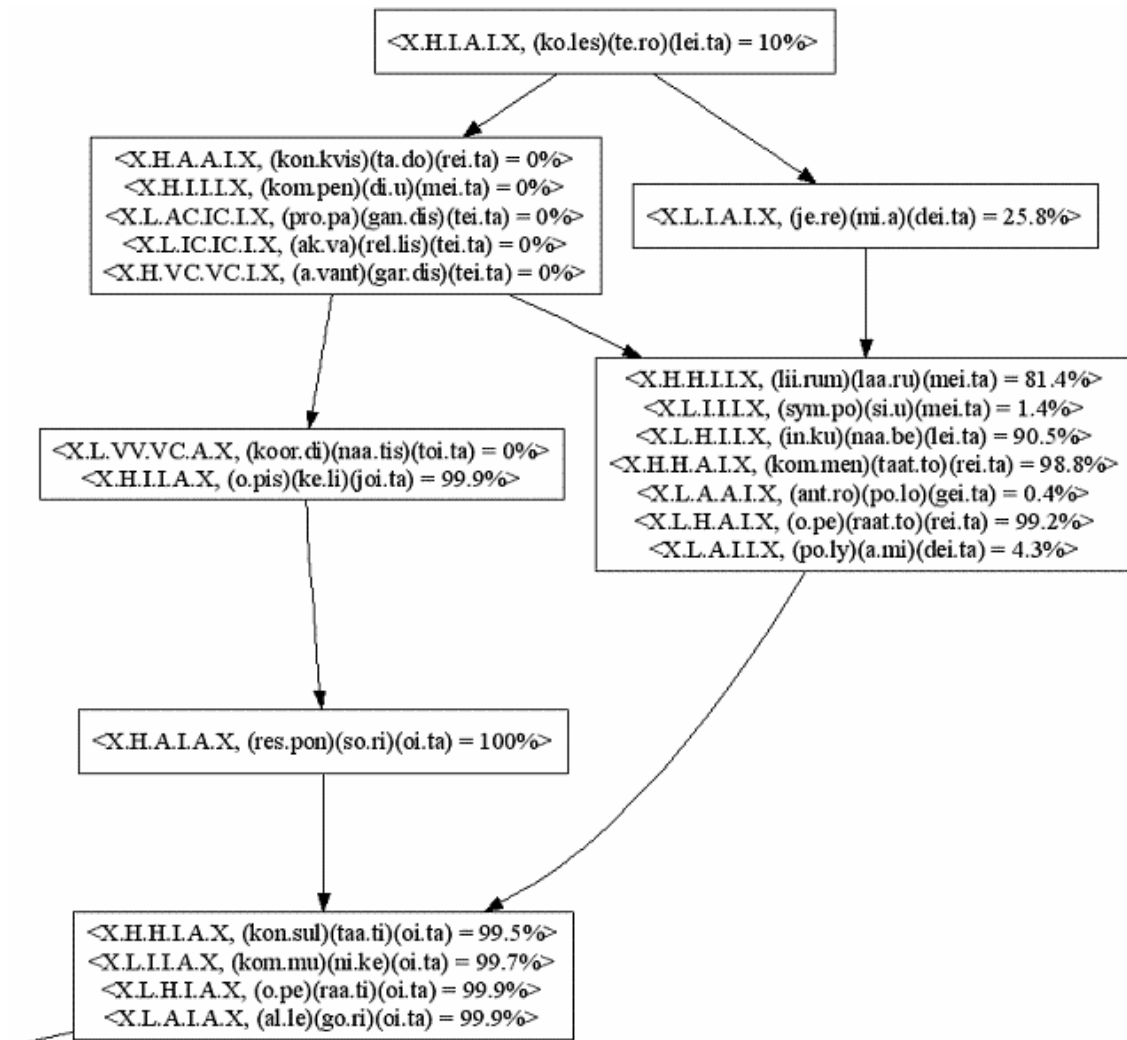 <X.H.I.A.I.X, (ko.les)(te.ro)(lei.ta) = 10%>
<X.H.A.A.I.X, (kon.kvis)(ta.do)(rei.ta) = 0%>
<X.H.I.I.I.X, (kom.pen)(di.u)(mei.ta) = 0%>
<X.L.AC.IC.I.X, (pro.pa)(gan.dis)(tei.ta) = 0%>
<X.L.IC.IC.I.X, (ak.va)(rel.lis)(tei.ta) = 0%>
<X.H.VC.VC.I.X, (a.vant)(gar.dis)(tei.ta) = 0%>
<X.L.I.A.I.X, (je.re)(mi.a)(dei.ta) = 25.8%>
<X.H.H.I.I.X, (lii.rum)(laa.ru)(mei.ta) = 81.4%>
<X.L.I.I.I.X, (sym.po)(si.u)(mei.ta) = 1.4%>
<X.L.H.I.I.X, (in.ku)(naa.be)(lei.ta) = 90.5%>
<X.H.H.A.I.X, (kom.men)(taat.to)(rei.ta) = 98.8%>
<X.L.A.A.I.X, (ant.ro)(po.lo)(gei.ta) = 0.4%>
<X.L.H.A.I.X, (o.pe)(raat.to)(rei.ta) = 99.2%>
<X.L.A.I.I.X, (po.ly)(a.mi)(dei.ta) = 4.3%>
<X.L.VV.VC.A.X, (koor.di)(naa.tis)(toi.ta) = 0%>
<X.H.I.I.A.X, (o.pis)(ke.li)(joi.ta) = 99.9%>
<X.H.A.I.A.X, (res.pon)(so.ri)(oi.ta) = 100%>
<X.H.H.I.A.X, (kon.sul)(taa.ti)(oi.ta) = 99.5%>
<X.L.I.I.A.X, (kom.mu)(ni.ke)(oi.ta) = 99.7%>
<X.L.H.I.A.X, (o.pe)(raa.ti)(oi.ta) = 99.9%>
<X.L.A.I.A.X, (al.le)(go.ri)(oi.ta) = 99.9%>